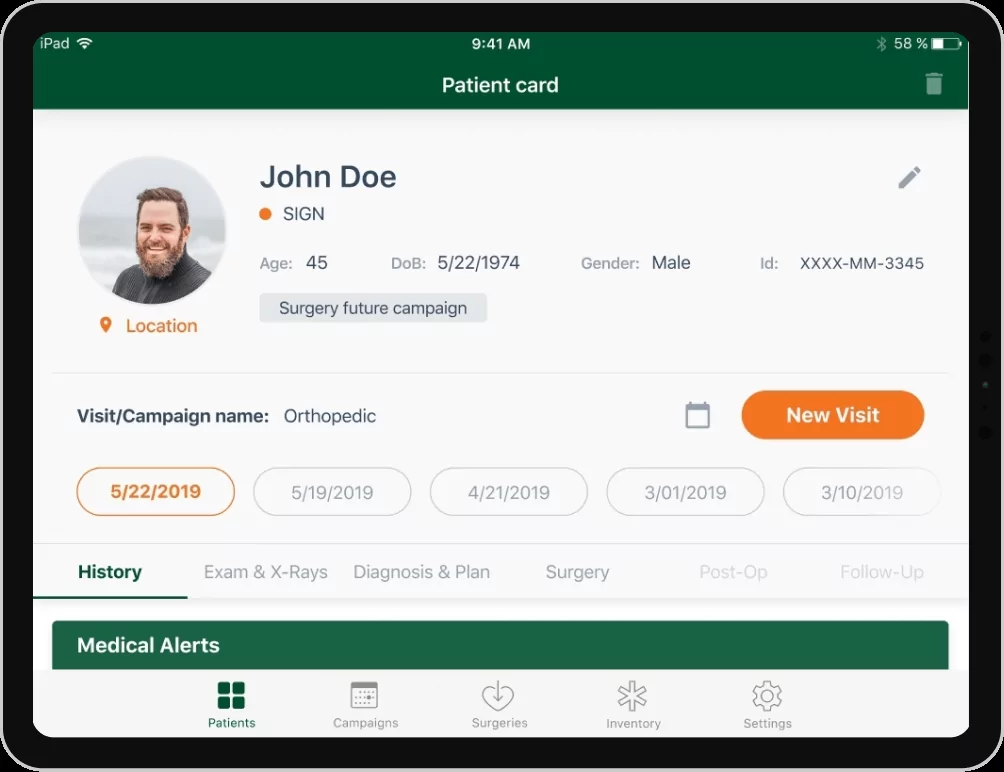 iPad 9:41 AM 58 %
Patient card
John Doe
SIGN
Age: 45 DoB: 5/22/1974 Gender: Male Id: XXXX-MM-3345
Surgery future campaign
Location
Visit/Campaign name: Orthopedic New Visit
5/22/2019 5/19/2019 4/21/2019 3/01/2019 3/10/2019
History Exam & X-Rays Diagnosis & Plan Surgery Post-Op Follow-Up
Medical Alerts
Patients Campaigns Surgeries Inventory Settings